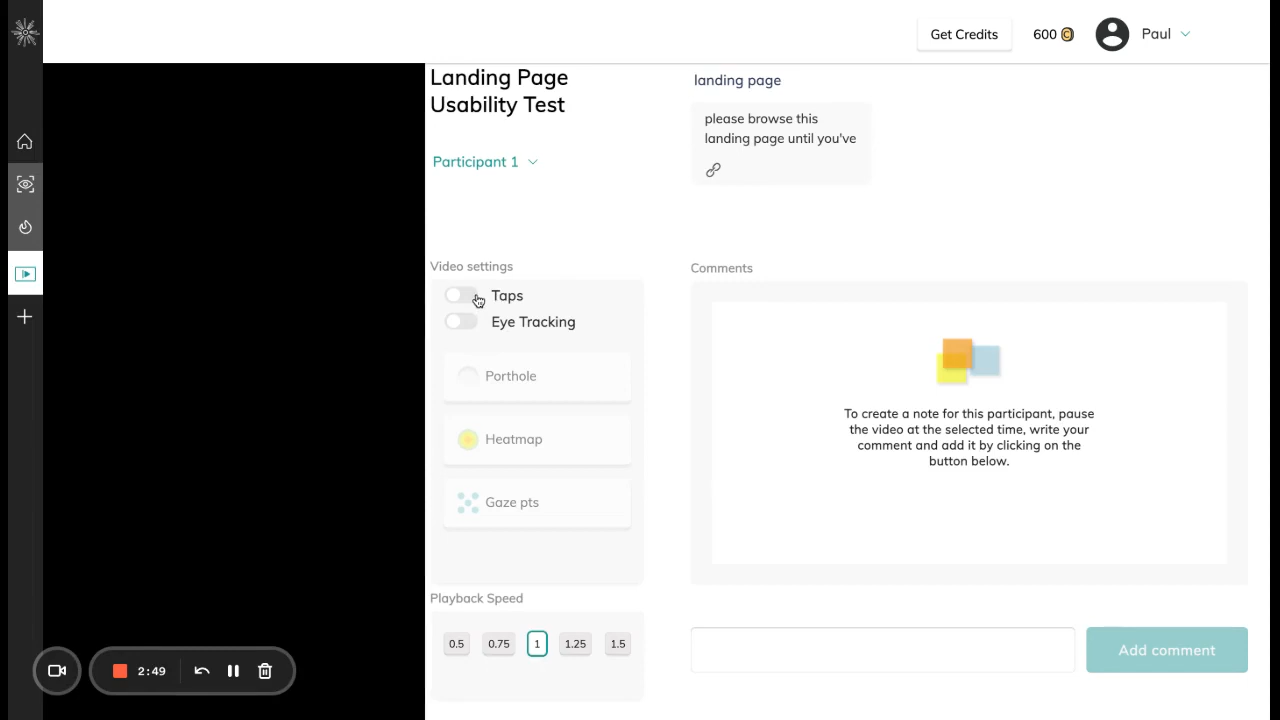 Get Credits
600
Paul
Landing Page
Usability Test
Participant 1
landing page
please browse this
landing page until you've
Video settings
Taps
Eye Tracking
Porthole
Heatmap
Gaze pts
Playback Speed
0.5
0.75
1
1.25
1.5
Comments
To create a note for this participant, pause
the video at the selected time, write your
comment and add it by clicking on the
button below.
Add comment
2:49